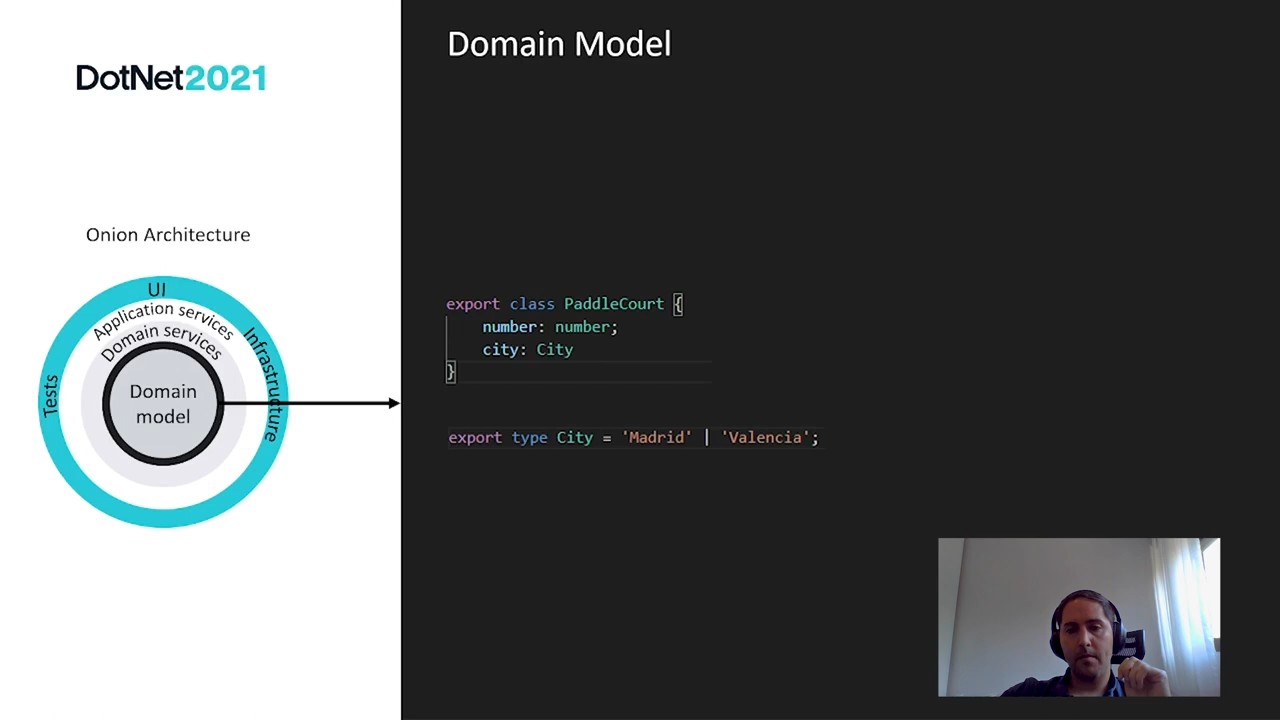 DotNet2021
Onion Architecture
UI
Application services
Domain services
Domain
model
Tests
Infrastructure
Domain Model
export class PaddleCourt {
number: number;
city: City
}
export type City = 'Madrid' | 'Valencia';